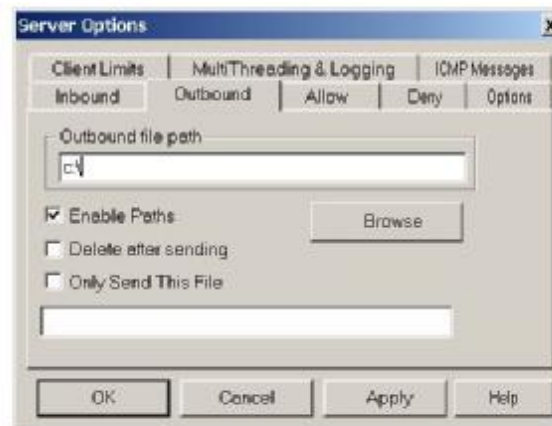 Server Options
Client Limits MultiThreading & Logging ICMP Messages
Inbound Outbound Allow Deny Options
Outbound file path
c:\
Enable Paths
Browse
Delete after sending
Only Send This File
OK Cancel Apply Help